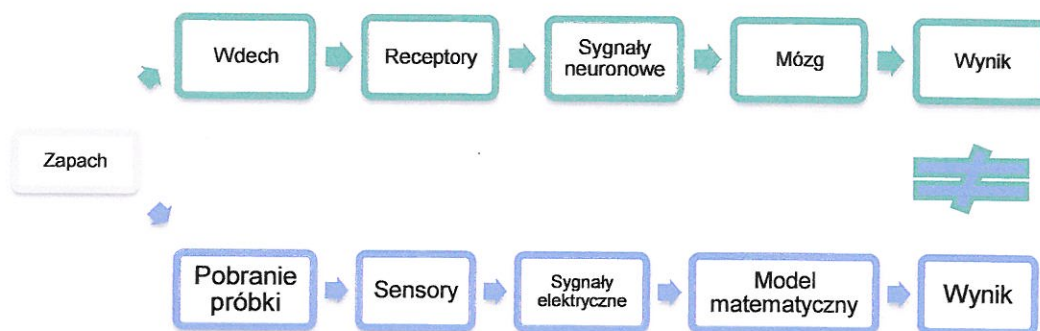 Wdech
Receptory
Sygnały
neuronowe
Mózg
Wynik
Zapach
Pobranie
próbki
Sensory
Sygnały
elektryczne
Model
matematyczny
Wynik